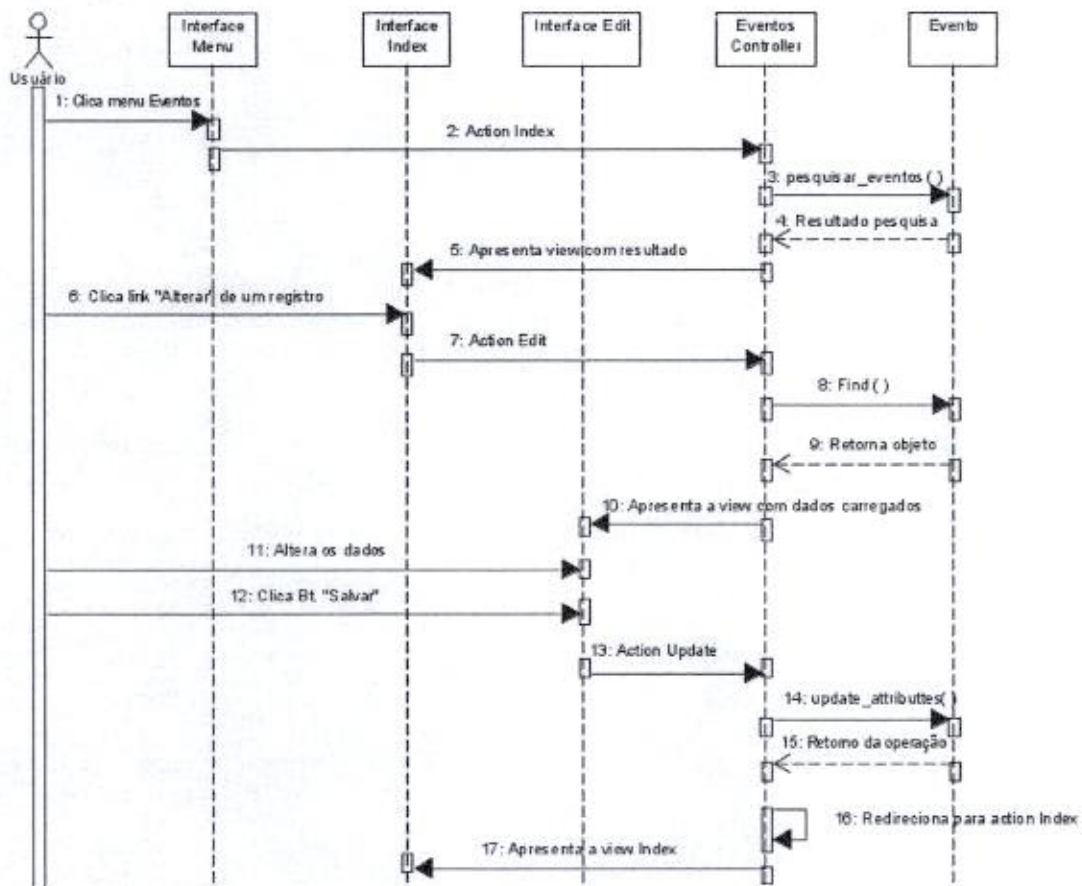 Interface
Menu
Interface
Index
Interface Edit
Eventos
Controller
Evento
Usuário
1: Clica menu Eventos
2: Action Index
3: pesquisar_eventos ( )
4: Resultado pesquisa
5: Apresenta view com resultado
6: Clica link "Alterar" de um registro
7: Action Edit
8: Find ( )
9: Retorna objeto
10: Apresenta a view com dados carregados
11: Altera os dados
12: Clica Bt. "Salvar"
13: Action Update
14: update_attributtes( )
15: Retorno da operação
16: Redireciona para action Index
17: Apresenta a view Index